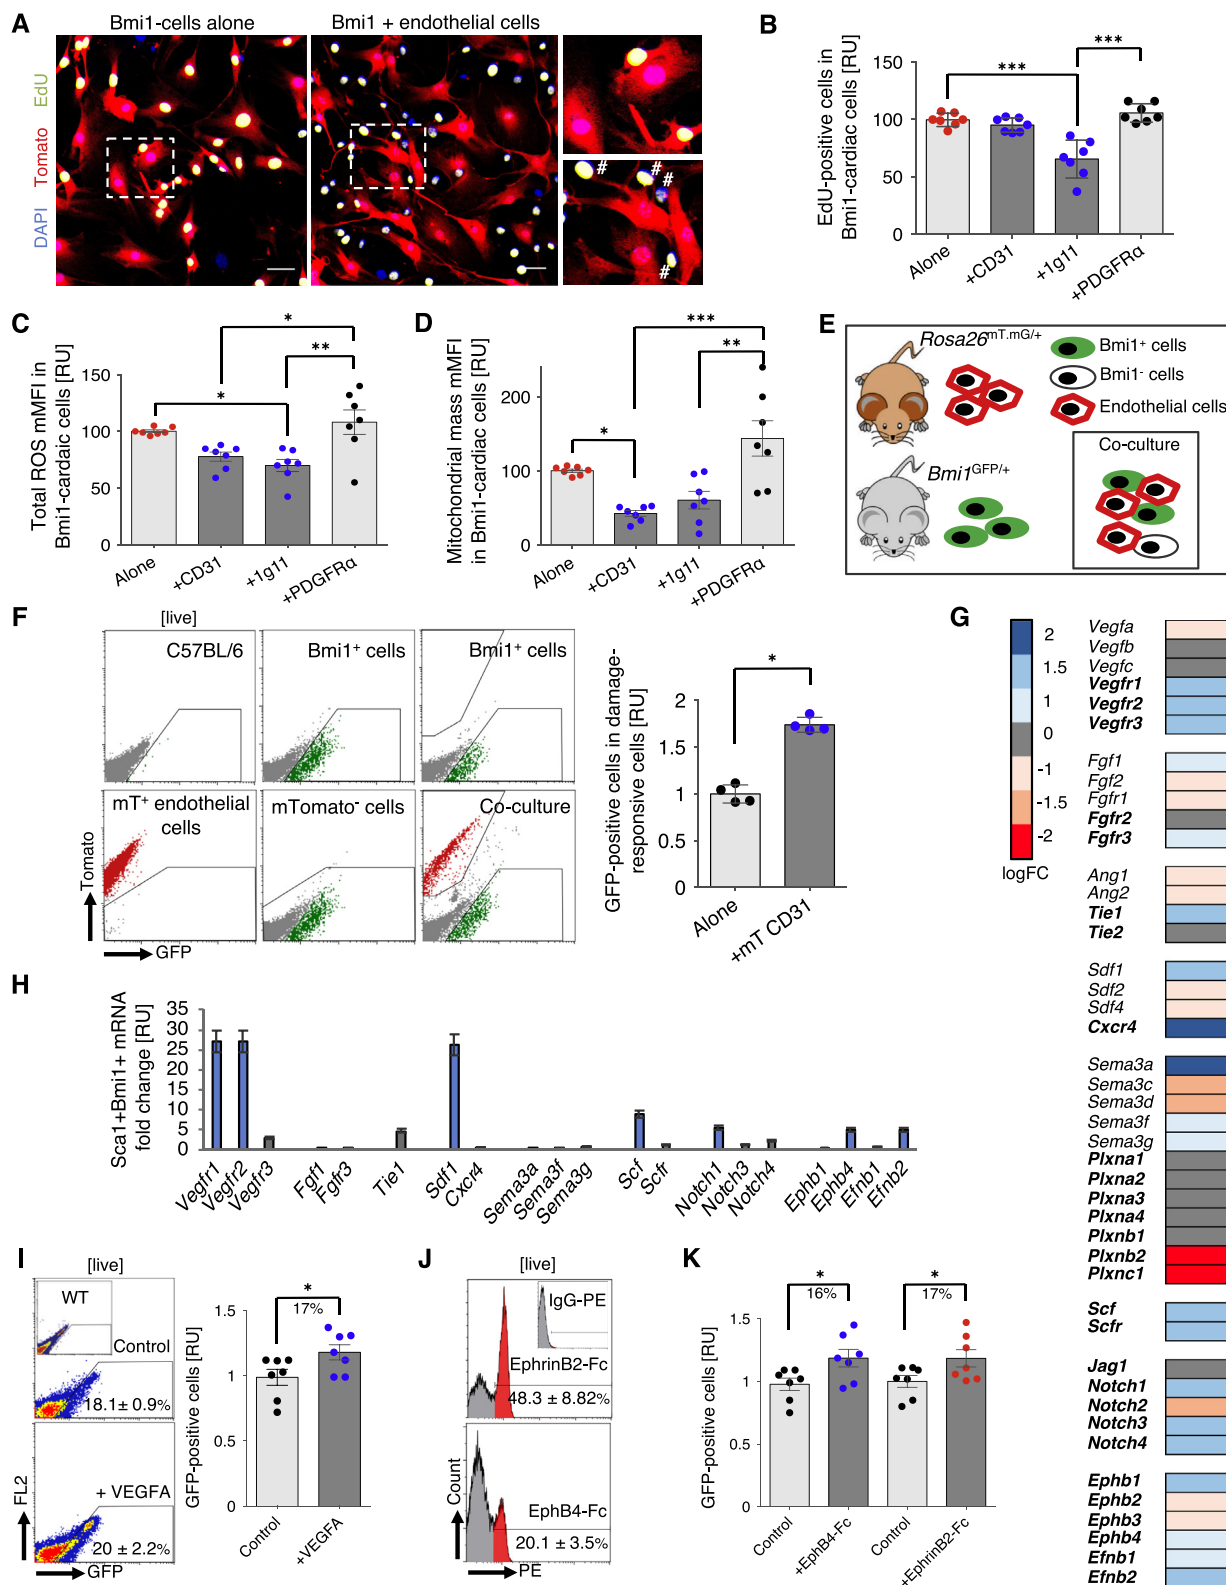 A
Bmi1-cells alone
Bmi1 + endothelial cells
DAPI Tomato EdU
#
#
#
#
B
EdU-positive cells in
Bmi1-cardiac cells [RU]
150
100
50
0
***
***
Alone
+CD31
+1g11
+PDGFRα
C
Total ROS mMFI in
Bmi1-cardaic cells [RU]
150
100
50
0
*
**
*
Alone
+CD31
+1g11
+PDGFRα
D
Mitochondrial mass mMFI
in Bmi1-cardiac cells [RU]
200
100
0
***
**
*
Alone
+CD31
+1g11
+PDGFRα
E
Rosa26mT.mG/+
Bmi1+ cells
Bmi1- cells
Endothelial cells
Bmi1GFP/+
Co-culture
F
[live]
C57BL/6
Bmi1+ cells
Bmi1+ cells
mT+ endothelial
cells
mTomato- cells
Co-culture
Tomato
GFP
GFP-positive cells in damage-
responsive cells [RU]
2
1.5
1
0.5
0
*
Alone
+mT CD31
G
2
1.5
1
0
-1
-1.5
-2
logFC
Vegfa
Vegfb
Vegfc
Vegfr1
Vegfr2
Vegfr3
Fgf1
Fgf2
Fgfr1
Fgfr2
Fgfr3
Ang1
Ang2
Tie1
Tie2
Sdf1
Sdf2
Sdf4
Cxcr4
Sema3a
Sema3c
Sema3d
Sema3f
Sema3g
Plxna1
Plxna2
Plxna3
Plxna4
Plxnb1
Plxnb2
Plxnc1
Scf
Scfr
Jag1
Notch1
Notch2
Notch3
Notch4
Ephb1
Ephb2
Ephb3
Ephb4
Efnb1
Efnb2
H
Sca1+Bmi1+ mRNA
fold change [RU]
35
30
25
20
15
10
5
0
Vegfr1
Vegfr2
Vegfr3
Fgf1
Fgfr3
Tie1
Sdf1
Cxcr4
Sema3a
Sema3f
Sema3g
Scf
Scfr
Notch1
Notch3
Notch4
Ephb1
Ephb4
Efnb1
Efnb2
I
[live]
WT
Control
18.1± 0.9%
+ VEGFA
20 ± 2.2%
FL2
GFP
GFP-positive cells [RU]
1.5
1
0.5
0
*
17%
Control
+VEGFA
J
[live]
IgG-PE
EphrinB2-Fc
48.3 ± 8.82%
EphB4-Fc
20.1 ± 3.5%
Count
PE
K
GFP-positive cells [RU]
1.5
1
0.5
0
*
16%
*
17%
Control
+EphB4-Fc
Control
+EphrinB2-Fc